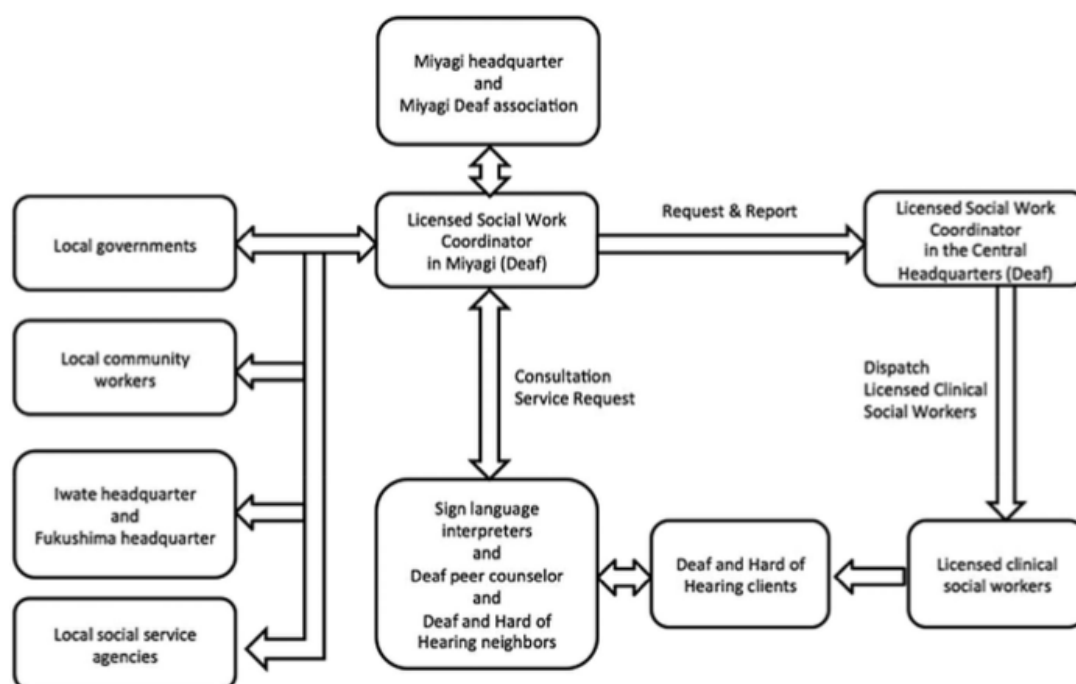 Miyagi headquarter
and
Miyagi Deaf association
Local governments
Licensed Social Work
Coordinator
in Miyagi (Deaf)
Request & Report
Licensed Social Work
Coordinator
in the Central
Headquarters (Deaf)
Local community
workers
Consultation
Service Request
Dispatch
Licensed Clinical
Social Workers
Iwate headquarter
and
Fukushima headquarter
Sign language
interpreters
and
Deaf peer counselor
and
Deaf and Hard of
Hearing neighbors
Deaf and Hard of
Hearing clients
Licensed clinical
social workers
Local social service
agencies